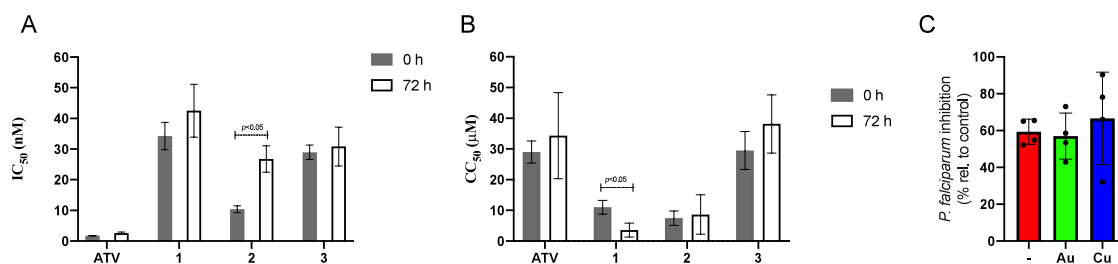 A
IC50 (nM)
60
50
40
30
20
10
0
p<0.05
ATV 1 2 3
0 h
72 h
B
CC50 (μM)
60
50
40
30
20
10
0
p<0.05
ATV 1 2 3
0 h
72 h
C
P. falciparum inhibition
(% rel. to control)
100
80
60
40
20
0
- Au Cu